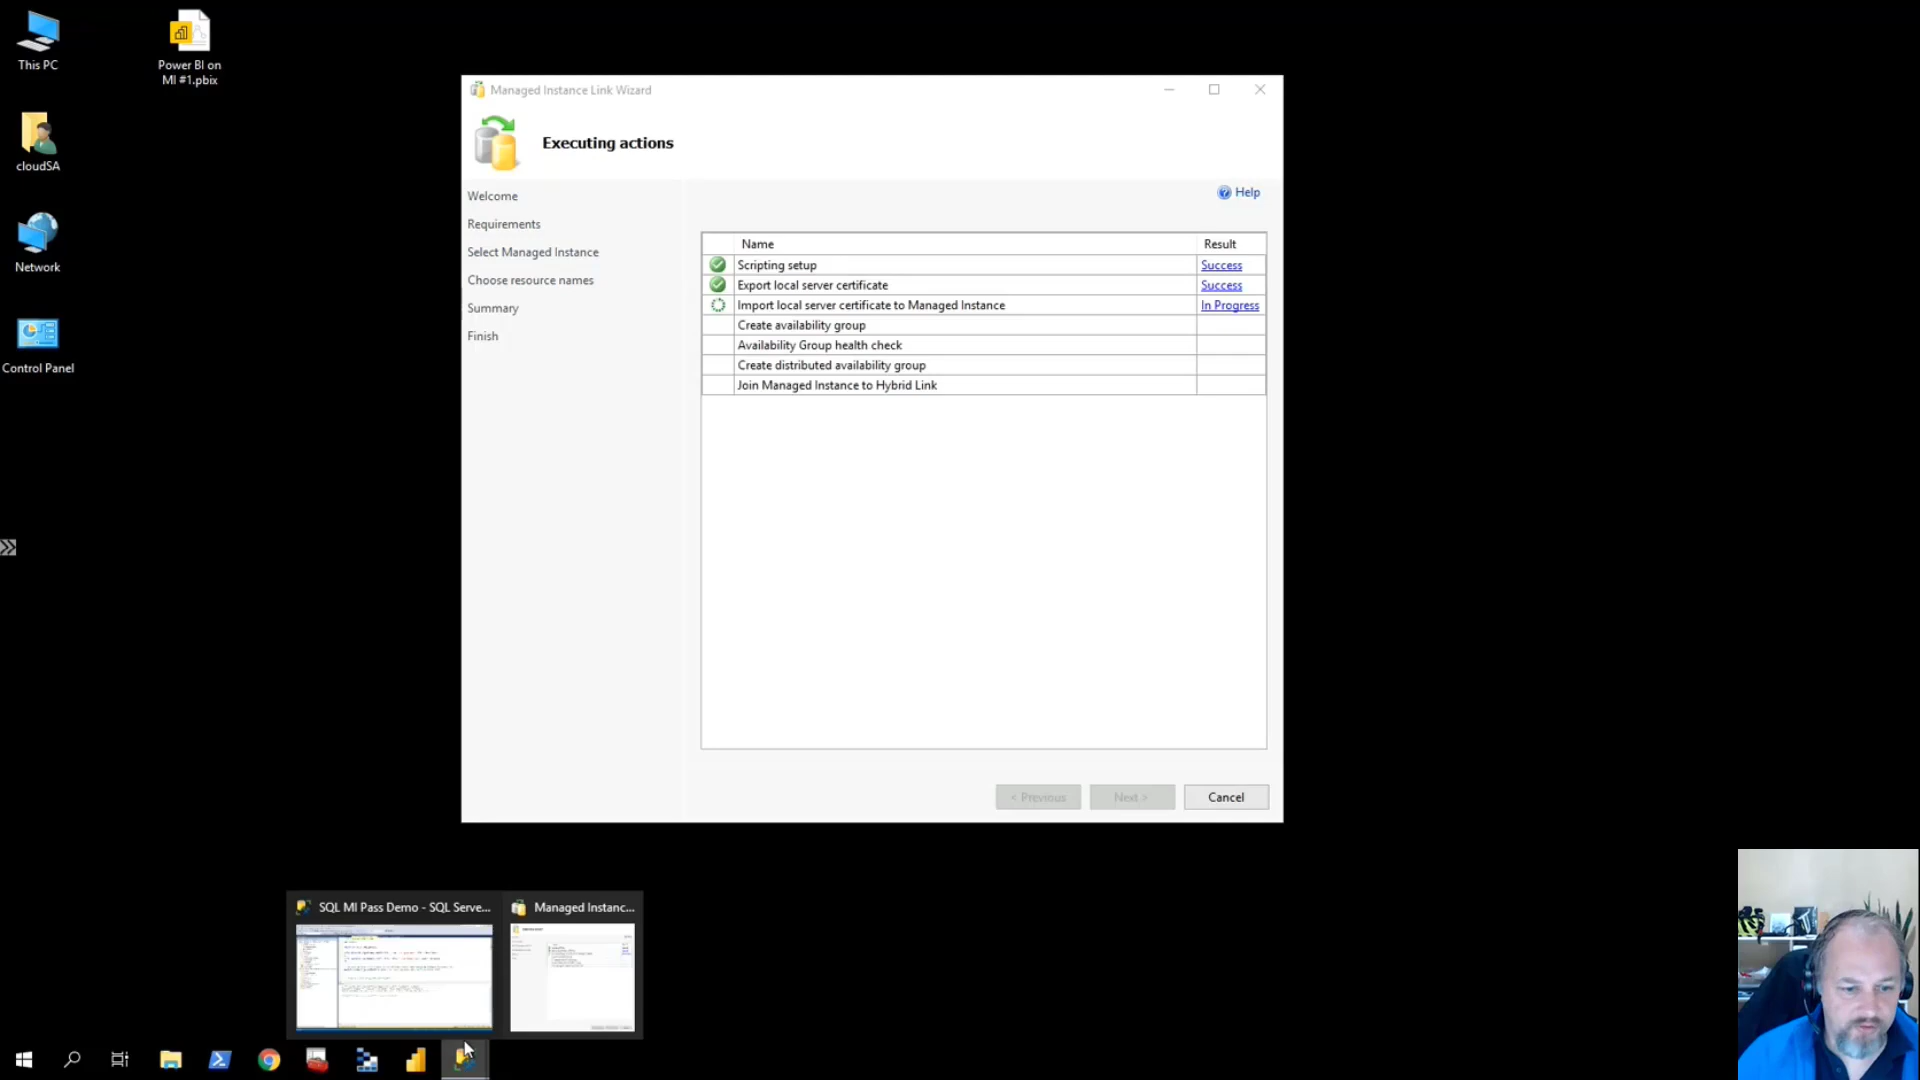 This PC
Power BI on
MI #1.pbix
cloudSA
Network
Control Panel
Managed Instance Link Wizard
Executing actions
Welcome
Requirements
Select Managed Instance
Choose resource names
Summary
Finish
Help
Name Result
Scripting setup Success
Export local server certificate Success
Import local server certificate to Managed Instance In Progress
Create availability group
Availability Group health check
Create distributed availability group
Join Managed Instance to Hybrid Link
< Previous
Next >
Cancel
SQL MI Pass Demo - SQL Serve...
Managed Instanc...